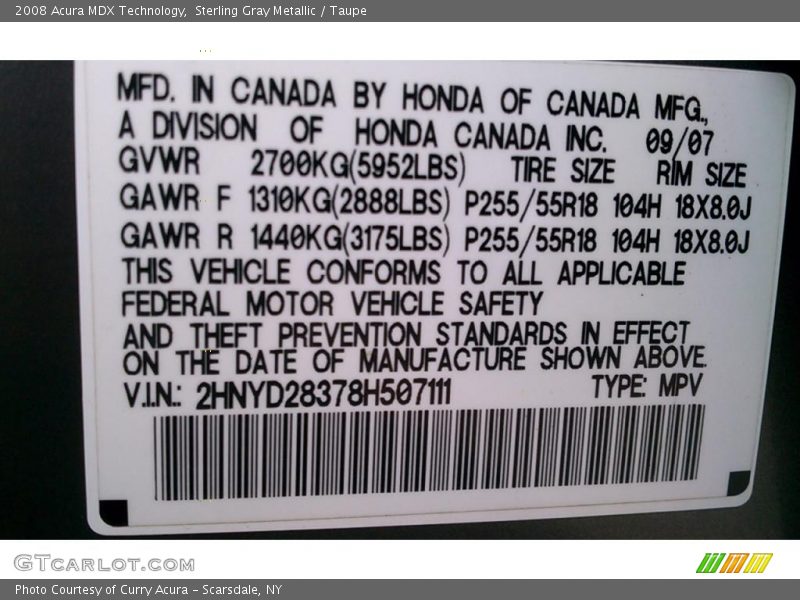 2008 Acura MDX Technology,  Sterling Gray Metallic / Taupe
MFD. IN CANADA BY HONDA OF CANADA MFG.,
A DIVISION OF HONDA CANADA INC. 09/07
GVWR 2700KG(5952LBS) TIRE SIZE RIM SIZE
GAWR F 1310KG(2888LBS) P255/55R18 104H 18X8.0J
GAWR R 1440KG(3175LBS) P255/55R18 104H 18X8.0J
THIS VEHICLE CONFORMS TO ALL APPLICABLE
FEDERAL MOTOR VEHICLE SAFETY
AND THEFT PREVENTION STANDARDS IN EFFECT
ON THE DATE OF MANUFACTURE SHOWN ABOVE.
V.I.N.: 2HNYD28378H507111 TYPE: MPV
GTCARLOT.COM
Photo Courtesy of Curry Acura - Scarsdale, NY